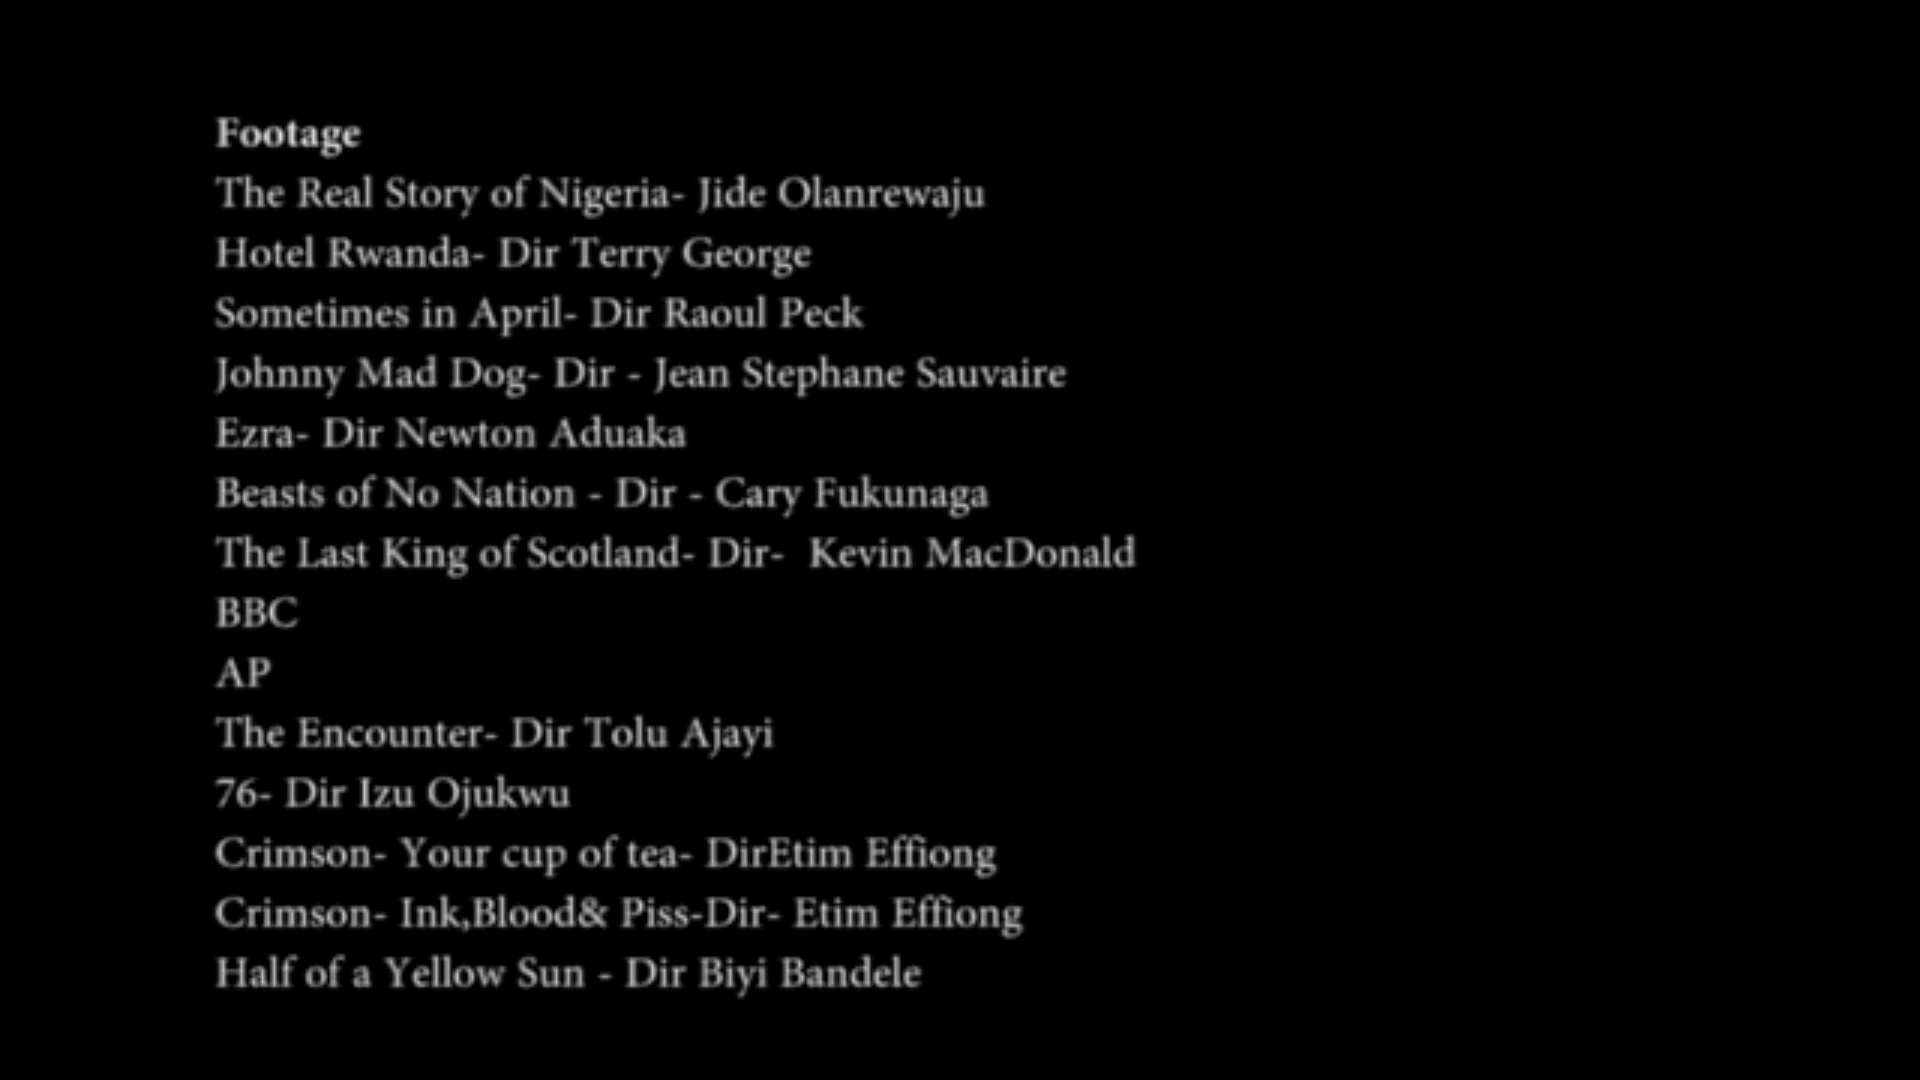 Footage
The Real Story of Nigeria- Jide Olanrewaju
Hotel Rwanda- Dir Terry George
Sometimes in April- Dir Raoul Peck
Johnny Mad Dog- Dir - Jean Stephane Sauvaire
Ezra- Dir Newton Aduaka
Beasts of No Nation - Dir - Cary Fukunaga
The Last King of Scotland- Dir-  Kevin MacDonald
BBC
AP
The Encounter- Dir Tolu Ajayi
76- Dir Izu Ojukwu
Crimson- Your cup of tea- DirEtim Effiong
Crimson- Ink,Blood& Piss-Dir- Etim Effiong
Half of a Yellow Sun - Dir Biyi Bandele